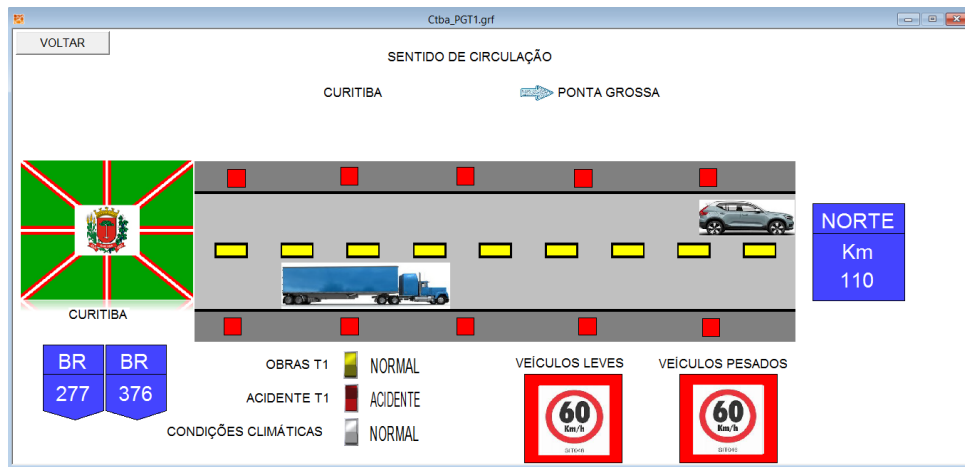 Ctba_PGT1.grf
VOLTAR
SENTIDO DE CIRCULAÇÃO
CURITIBA
PONTA GROSSA
NORTE
Km
110
CURITIBA
BR
277
BR
376
OBRAS T1
NORMAL
ACIDENTE T1
ACIDENTE
CONDIÇÕES CLIMÁTICAS
NORMAL
VEÍCULOS LEVES
60
Km/h
VEÍCULOS PESADOS
60
Km/h